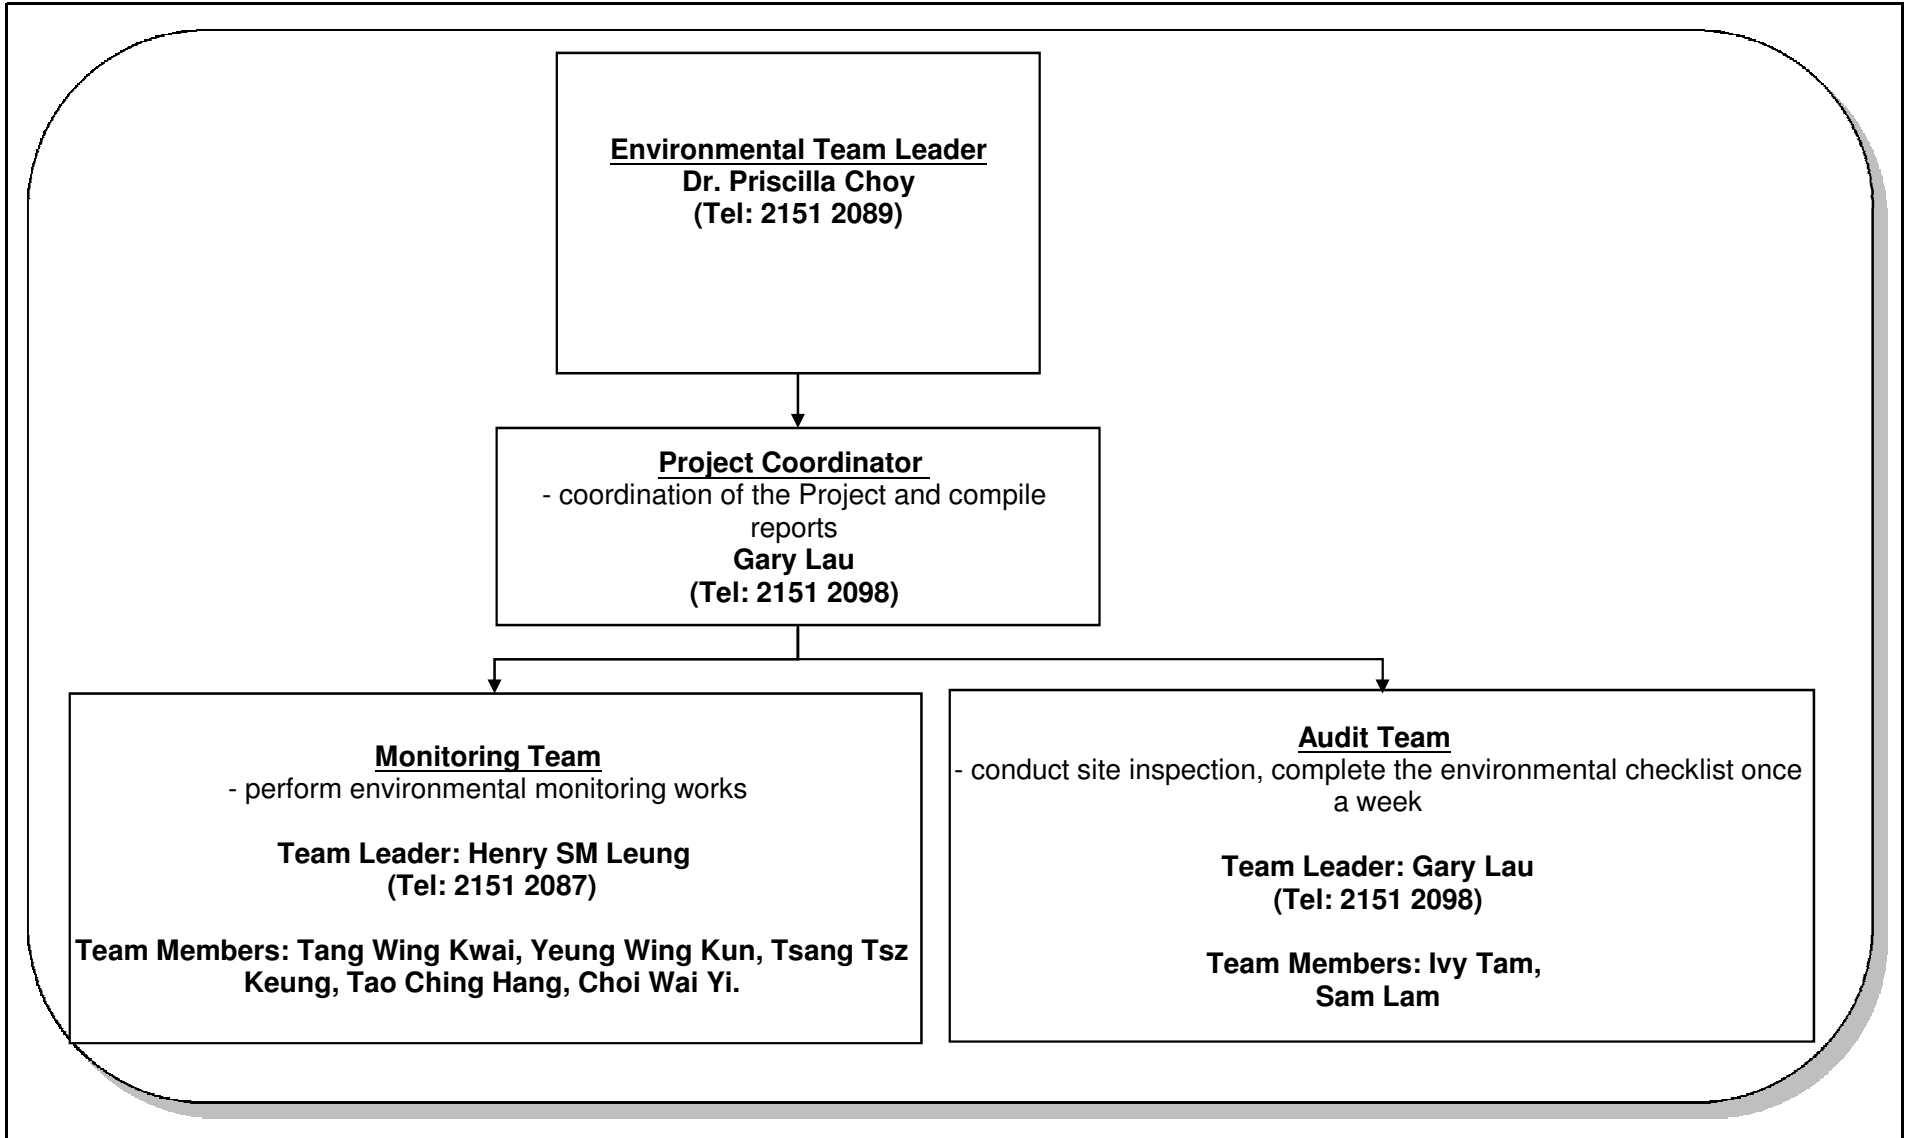 Environmental Team Leader
Dr. Priscilla Choy
(Tel: 2151 2089)
Project Coordinator
- coordination of the Project and compile
reports
Gary Lau
(Tel: 2151 2098)
Monitoring Team
- perform environmental monitoring works
Team Leader: Henry SM Leung
(Tel: 2151 2087)
Team Members: Tang Wing Kwai, Yeung Wing Kun, Tsang Tsz
Keung, Tao Ching Hang, Choi Wai Yi.
Audit Team
- conduct site inspection, complete the environmental checklist once
a week
Team Leader: Gary Lau
(Tel: 2151 2098)
Team Members: Ivy Tam,
Sam Lam